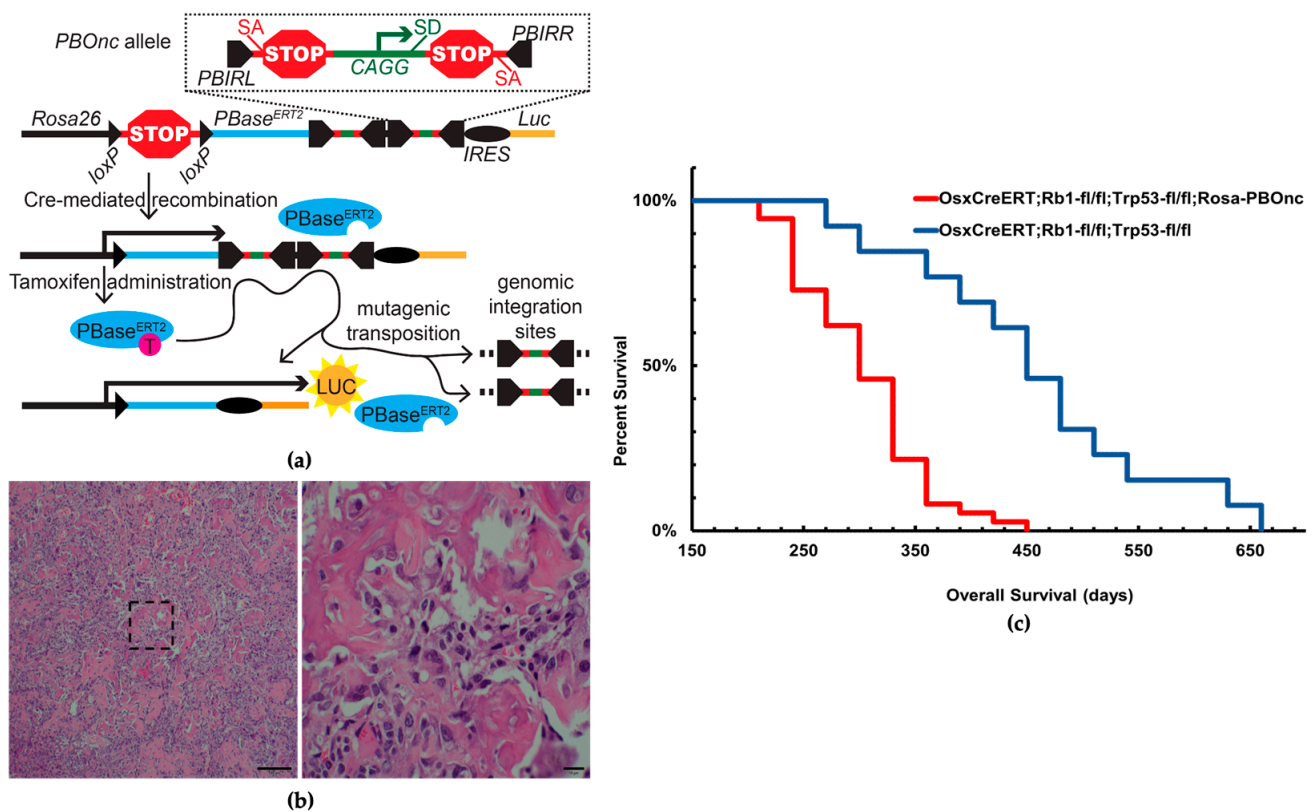 PBOnc allele
SA
STOP
CAGG
SD
STOP
SA
PBIRL
PBIRR
Rosa26
loxP
STOP
loxP
PBase^ERT2
IRES
Luc
Cre-mediated recombination
PBase^ERT2
Tamoxifen administration
PBase^ERT2
T
mutagenic
transposition
genomic
integration
sites
LUC
PBase^ERT2
(a)
(b)
Percent Survival
100%
50%
0%
OsxCreERT;Rb1-fl/fl;Trp53-fl/fl;Rosa-PBOnc
OsxCreERT;Rb1-fl/fl;Trp53-fl/fl
150 250 350 450 550 650
Overall Survival (days)
(c)